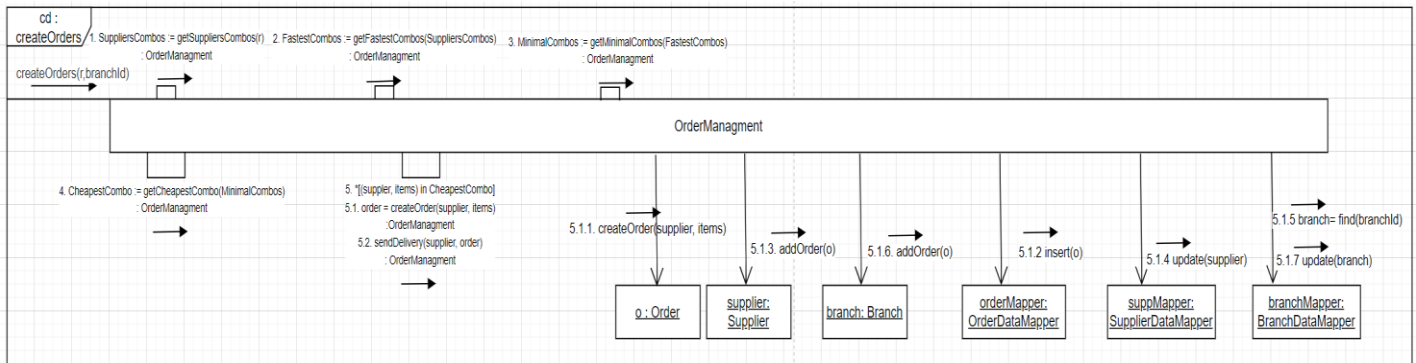 cd :
createOrders
1. SuppliersCombos := getSuppliersCombos(r)
: OrderManagment
2. FastestCombos := getFastestCombos(SuppliersCombos)
: OrderManagment
3. MinimalCombos := getMinimalCombos(FastestCombos)
: OrderManagment
createOrders(r,branchId)
OrderManagment
4. CheapestCombo := getCheapestCombo(MinimalCombos)
: OrderManagment
5. *[(suppler, items) in CheapestCombo]
5.1. order = createOrder(supplier, items)
:OrderManagment
5.2. sendDelivery(supplier, order)
: OrderManagment
5.1.1. createOrder(supplier, items)
5.1.3. addOrder(o)
5.1.6. addOrder(o)
5.1.2 insert(o)
5.1.4 update(supplier)
5.1.5 branch= find(branchId)
5.1.7 update(branch)
o : Order
supplier:
Supplier
branch: Branch
orderMapper:
OrderDataMapper
suppMapper:
SupplierDataMapper
branchMapper:
BranchDataMapper